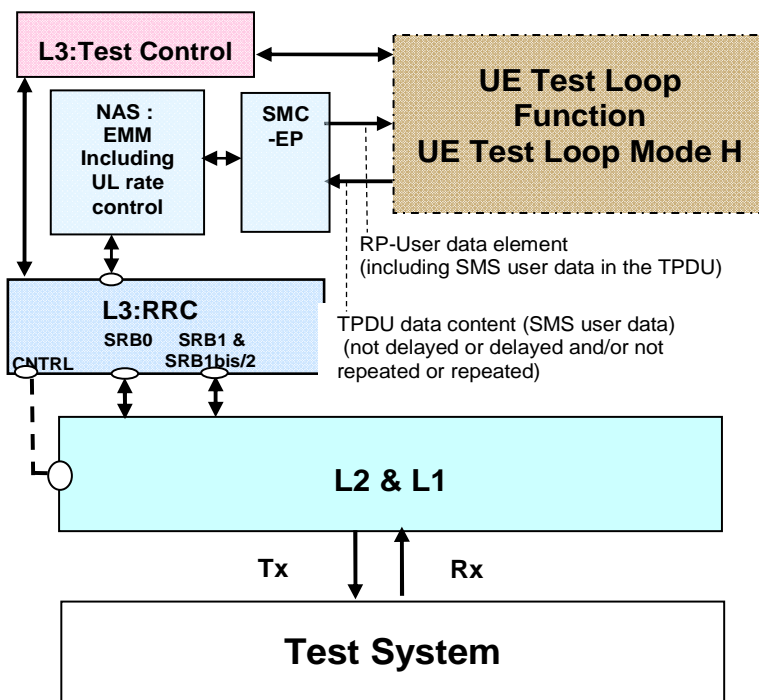 L3:Test Control
UE Test Loop
Function
UE Test Loop Mode H
NAS :
EMM
Including
UL rate
control
SMC
-EP
RP-User data element
(including SMS user data in the TPDU)
L3:RRC
SRB0
SRB1 &
SRB1bis/2
CNTRL
TPDU data content (SMS user data)
(not delayed or delayed and/or not
repeated or repeated)
L2 & L1
Tx
Rx
Test System